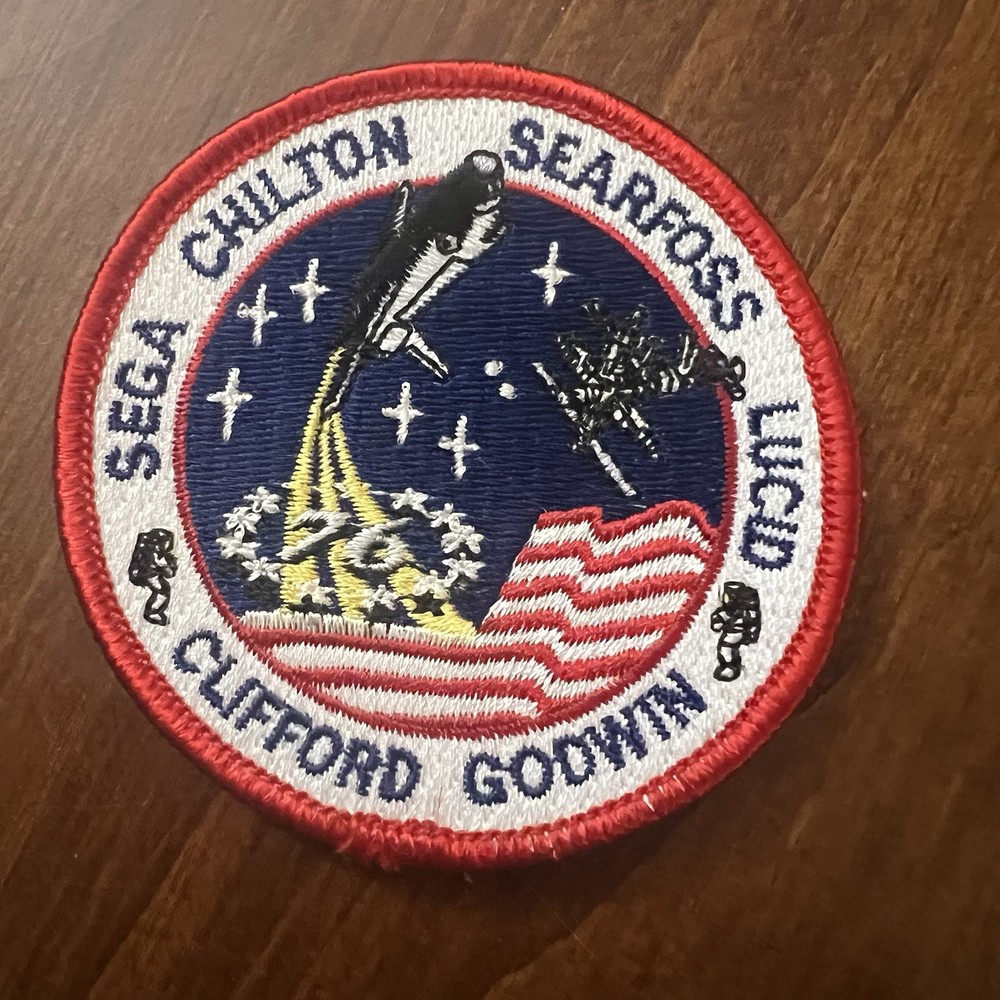 CHILTON
SEARFOSS
LUCID
GODWIN
CLIFFORD
SEGA
76